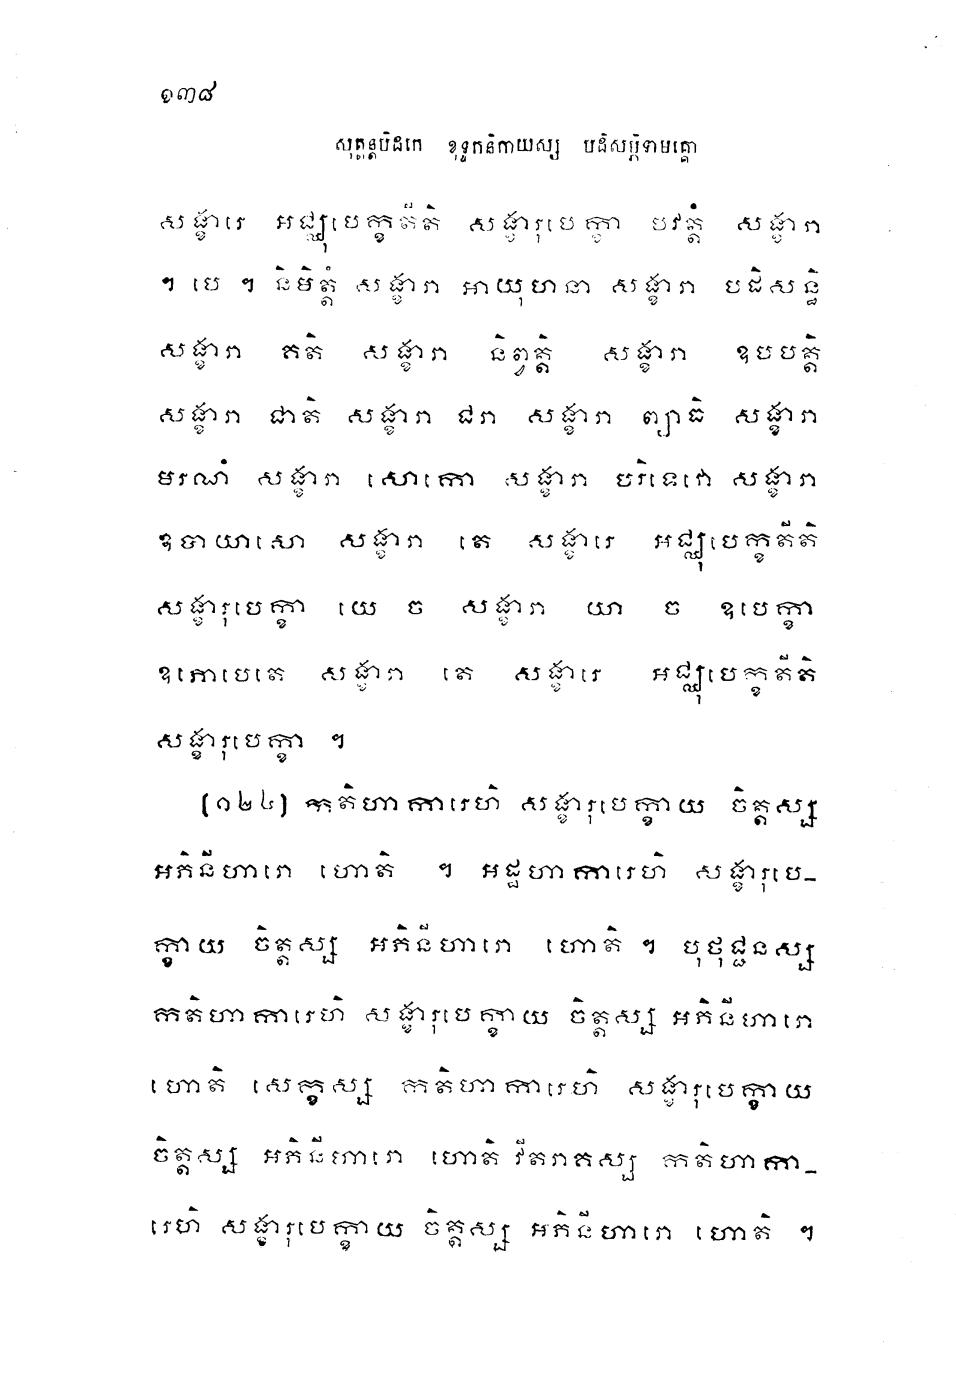 ១៣៨
សុត្តន្តបិដកេ ខុទ្ទកនិកាយស្ស បដិសម្ភិទាមគ្គោ
សង្ខារេ អជ្ឈុបេក្ខតីតិ សង្ខារុបេក្ខា បវត្តំ សង្ខារា
។ បេ ។ និមិត្តំ សង្ខារា អាយុហនា សង្ខារា បដិសន្ធិ
សង្ខារា គតិ សង្ខារា និព្វត្តិ សង្ខារា ឧបបត្តិ
សង្ខារា ជាតិ សង្ខារា ជរា សង្ខារា ព្យាធិ សង្ខារា
មរណំ សង្ខារា សោកោ សង្ខារា បរិទេវោ សង្ខារា
ឧបាយាសោ សង្ខារា តេ សង្ខារេ អជ្ឈុបេក្ខតីតិ
សង្ខារុបេក្ខា យេ ច សង្ខារា យា ច ឧបេក្ខា
ឧភោបេតេ សង្ខារា តេ សង្ខារេ អជ្ឈុបេក្ខតីតិ
សង្ខារុបេក្ខា ។
(១២៤) កតិហាការេហិ សង្ខារុបេក្ខាយ ចិត្តស្ស
អភិនីហារោ ហោតិ ។ អដ្ឋហាការេហិ សង្ខារុបេ-
ក្ខាយ ចិត្តស្ស អភិនីហារោ ហោតិ ។ បុថុជ្ជនស្ស
កតិហាការេហិ សង្ខារុបេក្ខាយ ចិត្តស្ស អភិនីហារោ
ហោតិ សេក្ខស្ស កតិហាការេហិ សង្ខារុបេក្ខាយ
ចិត្តស្ស អភិនីហារោ ហោតិ វីតរាគស្ស កតិហាកា-
រេហិ សង្ខារុបេក្ខាយ ចិត្តស្ស អភិនីហារោ ហោតិ ។